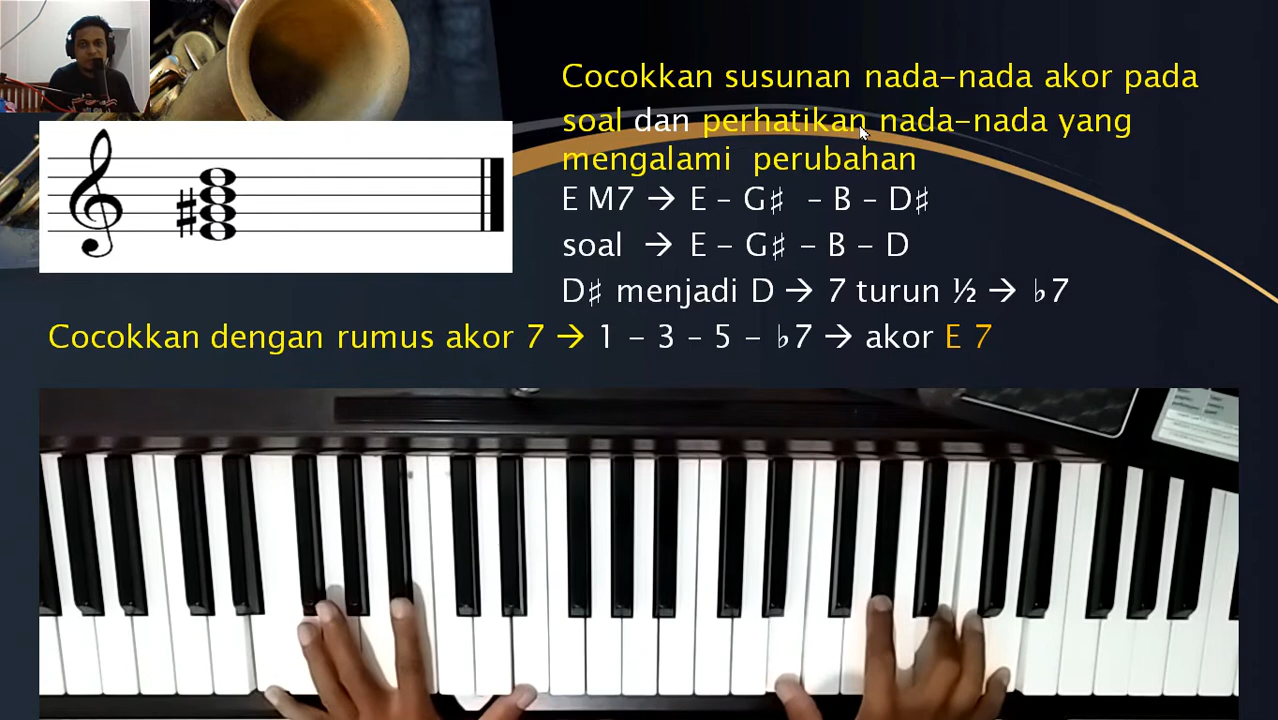 Cocokkan susunan nada-nada akor pada
soal dan perhatikan nada-nada yang
mengalami perubahan
E M7 → E – G♯ – B – D♯
soal → E – G♯ – B – D
D♯ menjadi D → 7 turun ½ → ♭7
Cocokkan dengan rumus akor 7 → 1 – 3 – 5 – ♭7 → akor E 7